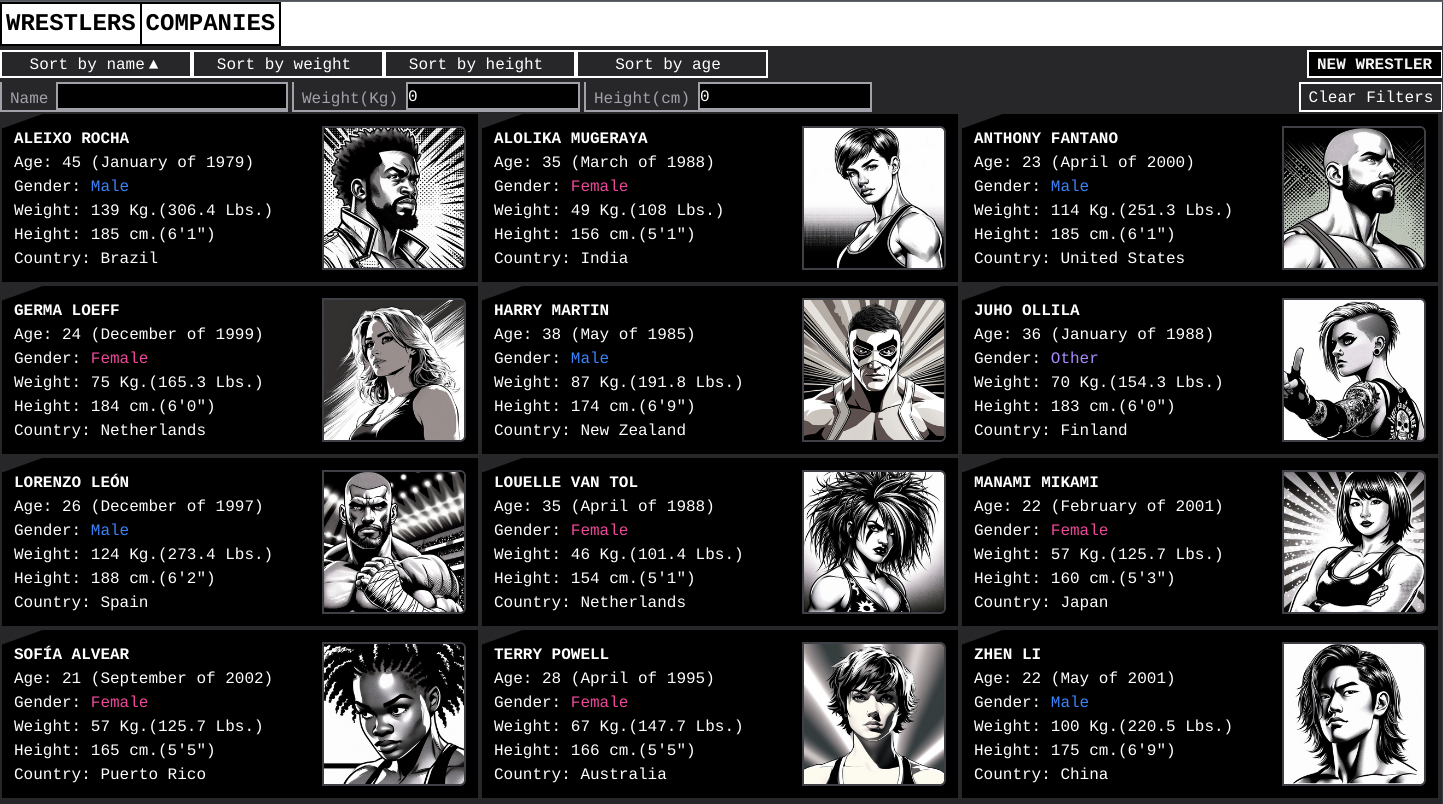 WRESTLERS COMPANIES
Sort by name▲ Sort by weight Sort by height Sort by age NEW WRESTLER
Name Weight(Kg) 0 Height(cm) 0 Clear Filters
ALEIXO ROCHA
Age: 45 (January of 1979)
Gender: Male
Weight: 139 Kg.(306.4 Lbs.)
Height: 185 cm.(6'1")
Country: Brazil
ALOLIKA MUGERAYA
Age: 35 (March of 1988)
Gender: Female
Weight: 49 Kg.(108 Lbs.)
Height: 156 cm.(5'1")
Country: India
ANTHONY FANTANO
Age: 23 (April of 2000)
Gender: Male
Weight: 114 Kg.(251.3 Lbs.)
Height: 185 cm.(6'1")
Country: United States
GERMA LOEFF
Age: 24 (December of 1999)
Gender: Female
Weight: 75 Kg.(165.3 Lbs.)
Height: 184 cm.(6'0")
Country: Netherlands
HARRY MARTIN
Age: 38 (May of 1985)
Gender: Male
Weight: 87 Kg.(191.8 Lbs.)
Height: 174 cm.(6'9")
Country: New Zealand
JUHO OLLILA
Age: 36 (January of 1988)
Gender: Other
Weight: 70 Kg.(154.3 Lbs.)
Height: 183 cm.(6'0")
Country: Finland
LORENZO LEÓN
Age: 26 (December of 1997)
Gender: Male
Weight: 124 Kg.(273.4 Lbs.)
Height: 188 cm.(6'2")
Country: Spain
LOUELLE VAN TOL
Age: 35 (April of 1988)
Gender: Female
Weight: 46 Kg.(101.4 Lbs.)
Height: 154 cm.(5'1")
Country: Netherlands
MANAMI MIKAMI
Age: 22 (February of 2001)
Gender: Female
Weight: 57 Kg.(125.7 Lbs.)
Height: 160 cm.(5'3")
Country: Japan
SOFÍA ALVEAR
Age: 21 (September of 2002)
Gender: Female
Weight: 57 Kg.(125.7 Lbs.)
Height: 165 cm.(5'5")
Country: Puerto Rico
TERRY POWELL
Age: 28 (April of 1995)
Gender: Female
Weight: 67 Kg.(147.7 Lbs.)
Height: 166 cm.(5'5")
Country: Australia
ZHEN LI
Age: 22 (May of 2001)
Gender: Male
Weight: 100 Kg.(220.5 Lbs.)
Height: 175 cm.(6'9")
Country: China